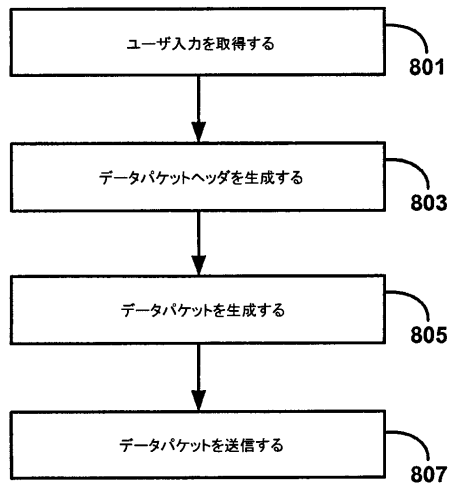 ユーザ入力を取得する
801
データパケットヘッダを生成する
803
データパケットを生成する
805
データパケットを送信する
807